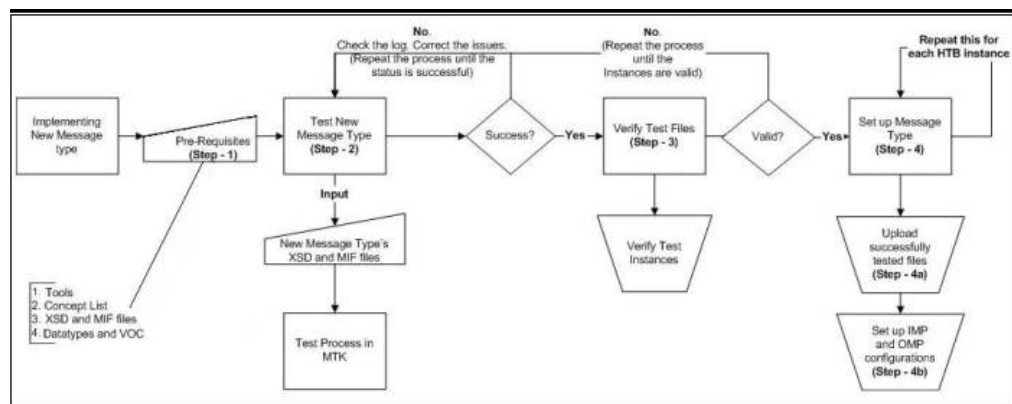 No.
Check the log. Correct the issues.
(Repeat the process until the
status is successful)
No.
(Repeat the process
until the
Instances are valid)
Repeat this for
each HTB instance
Implementing
New Message
type
Pre-Requisites
(Step - 1)
Test New
Message Type
(Step - 2)
Success?
Yes
Verify Test Files
(Step - 3)
Valid?
Yes
Set up Message
Type
(Step - 4)
Input
New Message Type's
XSD and MIF files
Verify Test
Instances
Upload
successfully
tested files
(Step - 4a)
1. Tools
2. Concept List
3. XSD and MIF files
4. Datatypes and VOC
Test Process in
MTK
Set up IMP
and OMP
configurations
(Step - 4b)